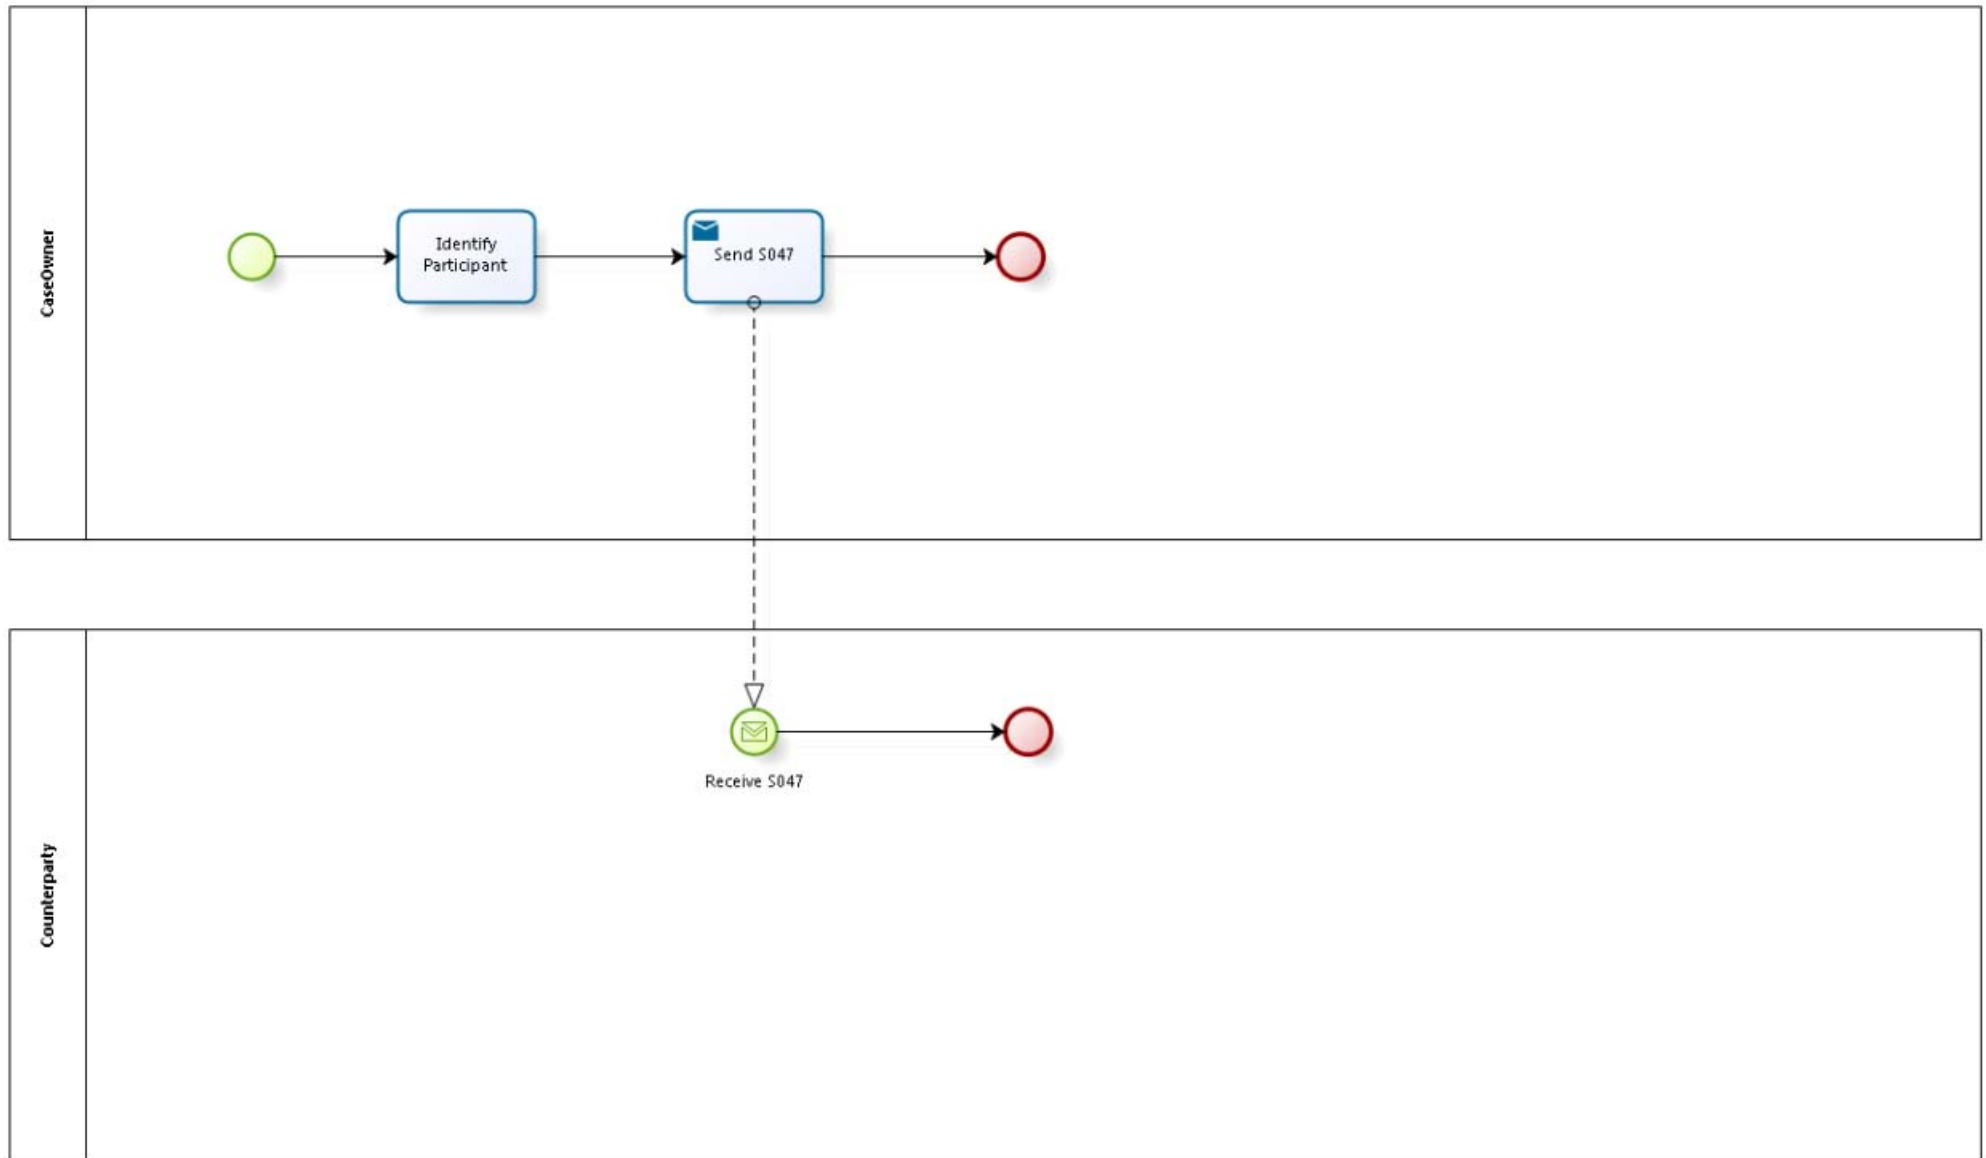 CaseOwner
Identify
Participant
Send S047
Receive S047
Counterparty